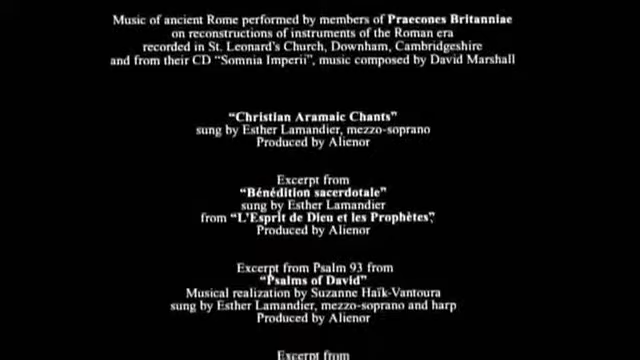 Music of ancient Rome performed by members of Praecones Britanniae
on reconstructions of instruments of the Roman era
recorded in St. Leonard's Church, Downham, Cambridgeshire
and from their CD “Somnia Imperii”, music composed by David Marshall
“Christian Aramaic Chants”
sung by Esther Lamandier, mezzo-soprano
Produced by Alienor
Excerpt from
“Bénédition sacerdotale”
sung by Esther Lamandier
from “L'Esprit de Dieu et les Prophètes”,
Produced by Alienor
Excerpt from Psalm 93 from
“Psalms of David”
Musical realization by Suzanne Haïk-Vantoura
sung by Esther Lamandier, mezzo-soprano and harp
Produced by Alienor
Excerpt from